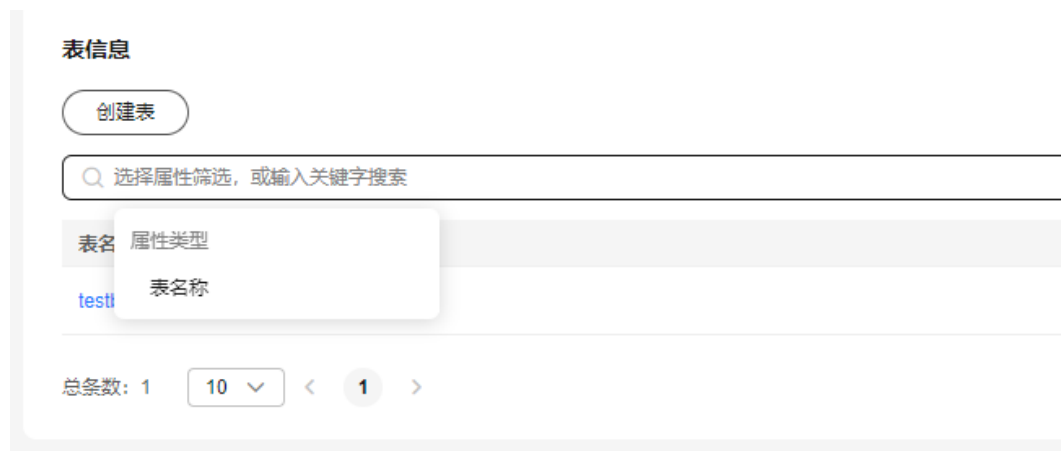 表信息
创建表
选择属性筛选，或输入关键字搜索
表名
属性类型
表名称
test
总条数：1 10 1